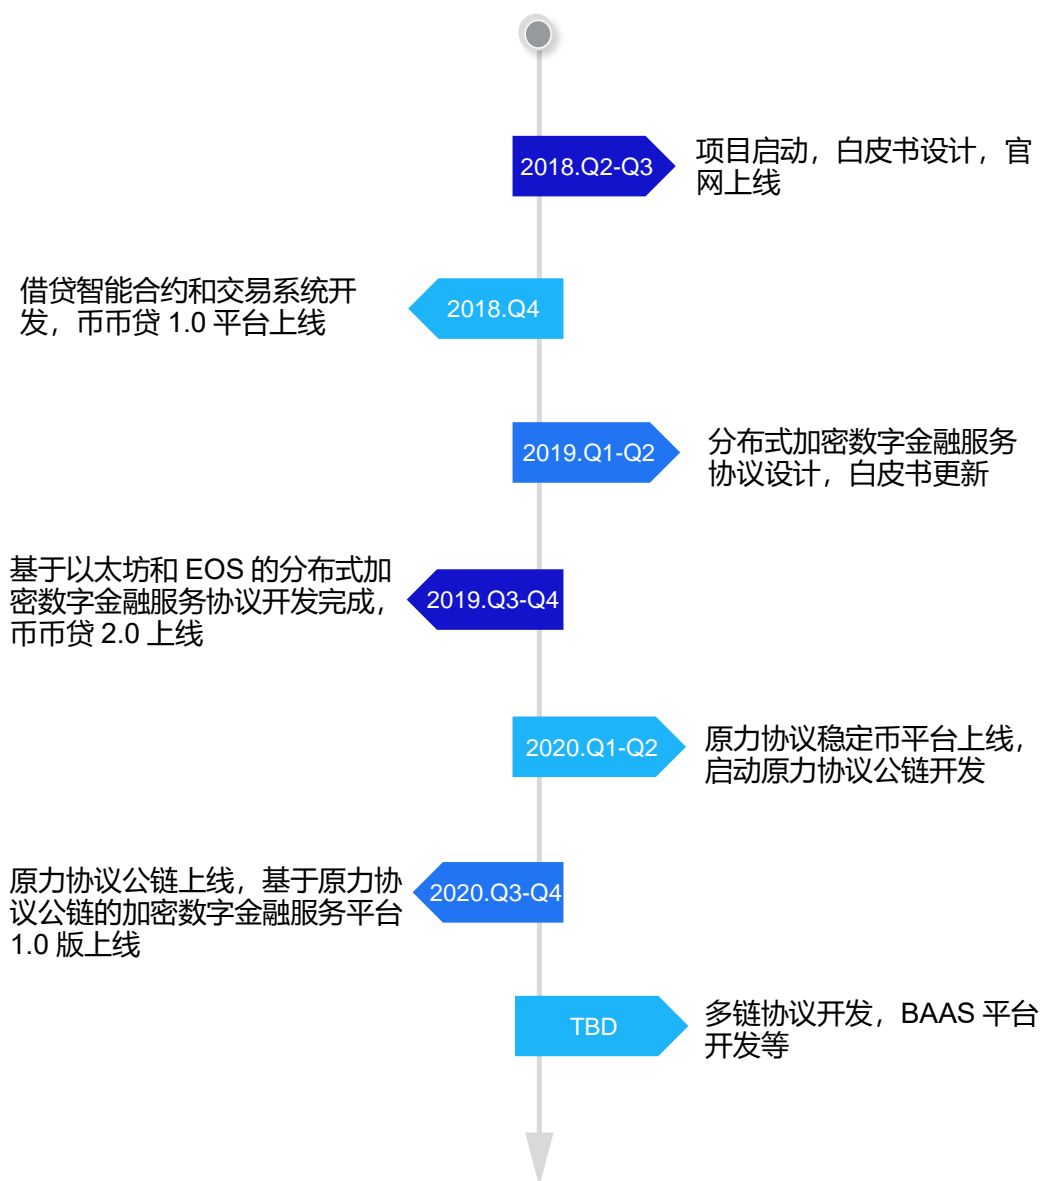 2018.Q2-Q3
项目启动，白皮书设计，官
网上线
借贷智能合约和交易系统开
发，币币贷 1.0 平台上线
2018.Q4
2019.Q1-Q2
分布式加密数字金融服务
协议设计，白皮书更新
基于以太坊和 EOS 的分布式加
密数字金融服务协议开发完成，
币币贷 2.0 上线
2019.Q3-Q4
2020.Q1-Q2
原力协议稳定币平台上线，
启动原力协议公链开发
原力协议公链上线，基于原力协
议公链的加密数字金融服务平台
1.0 版上线
2020.Q3-Q4
TBD
多链协议开发，BAAS 平台
开发等